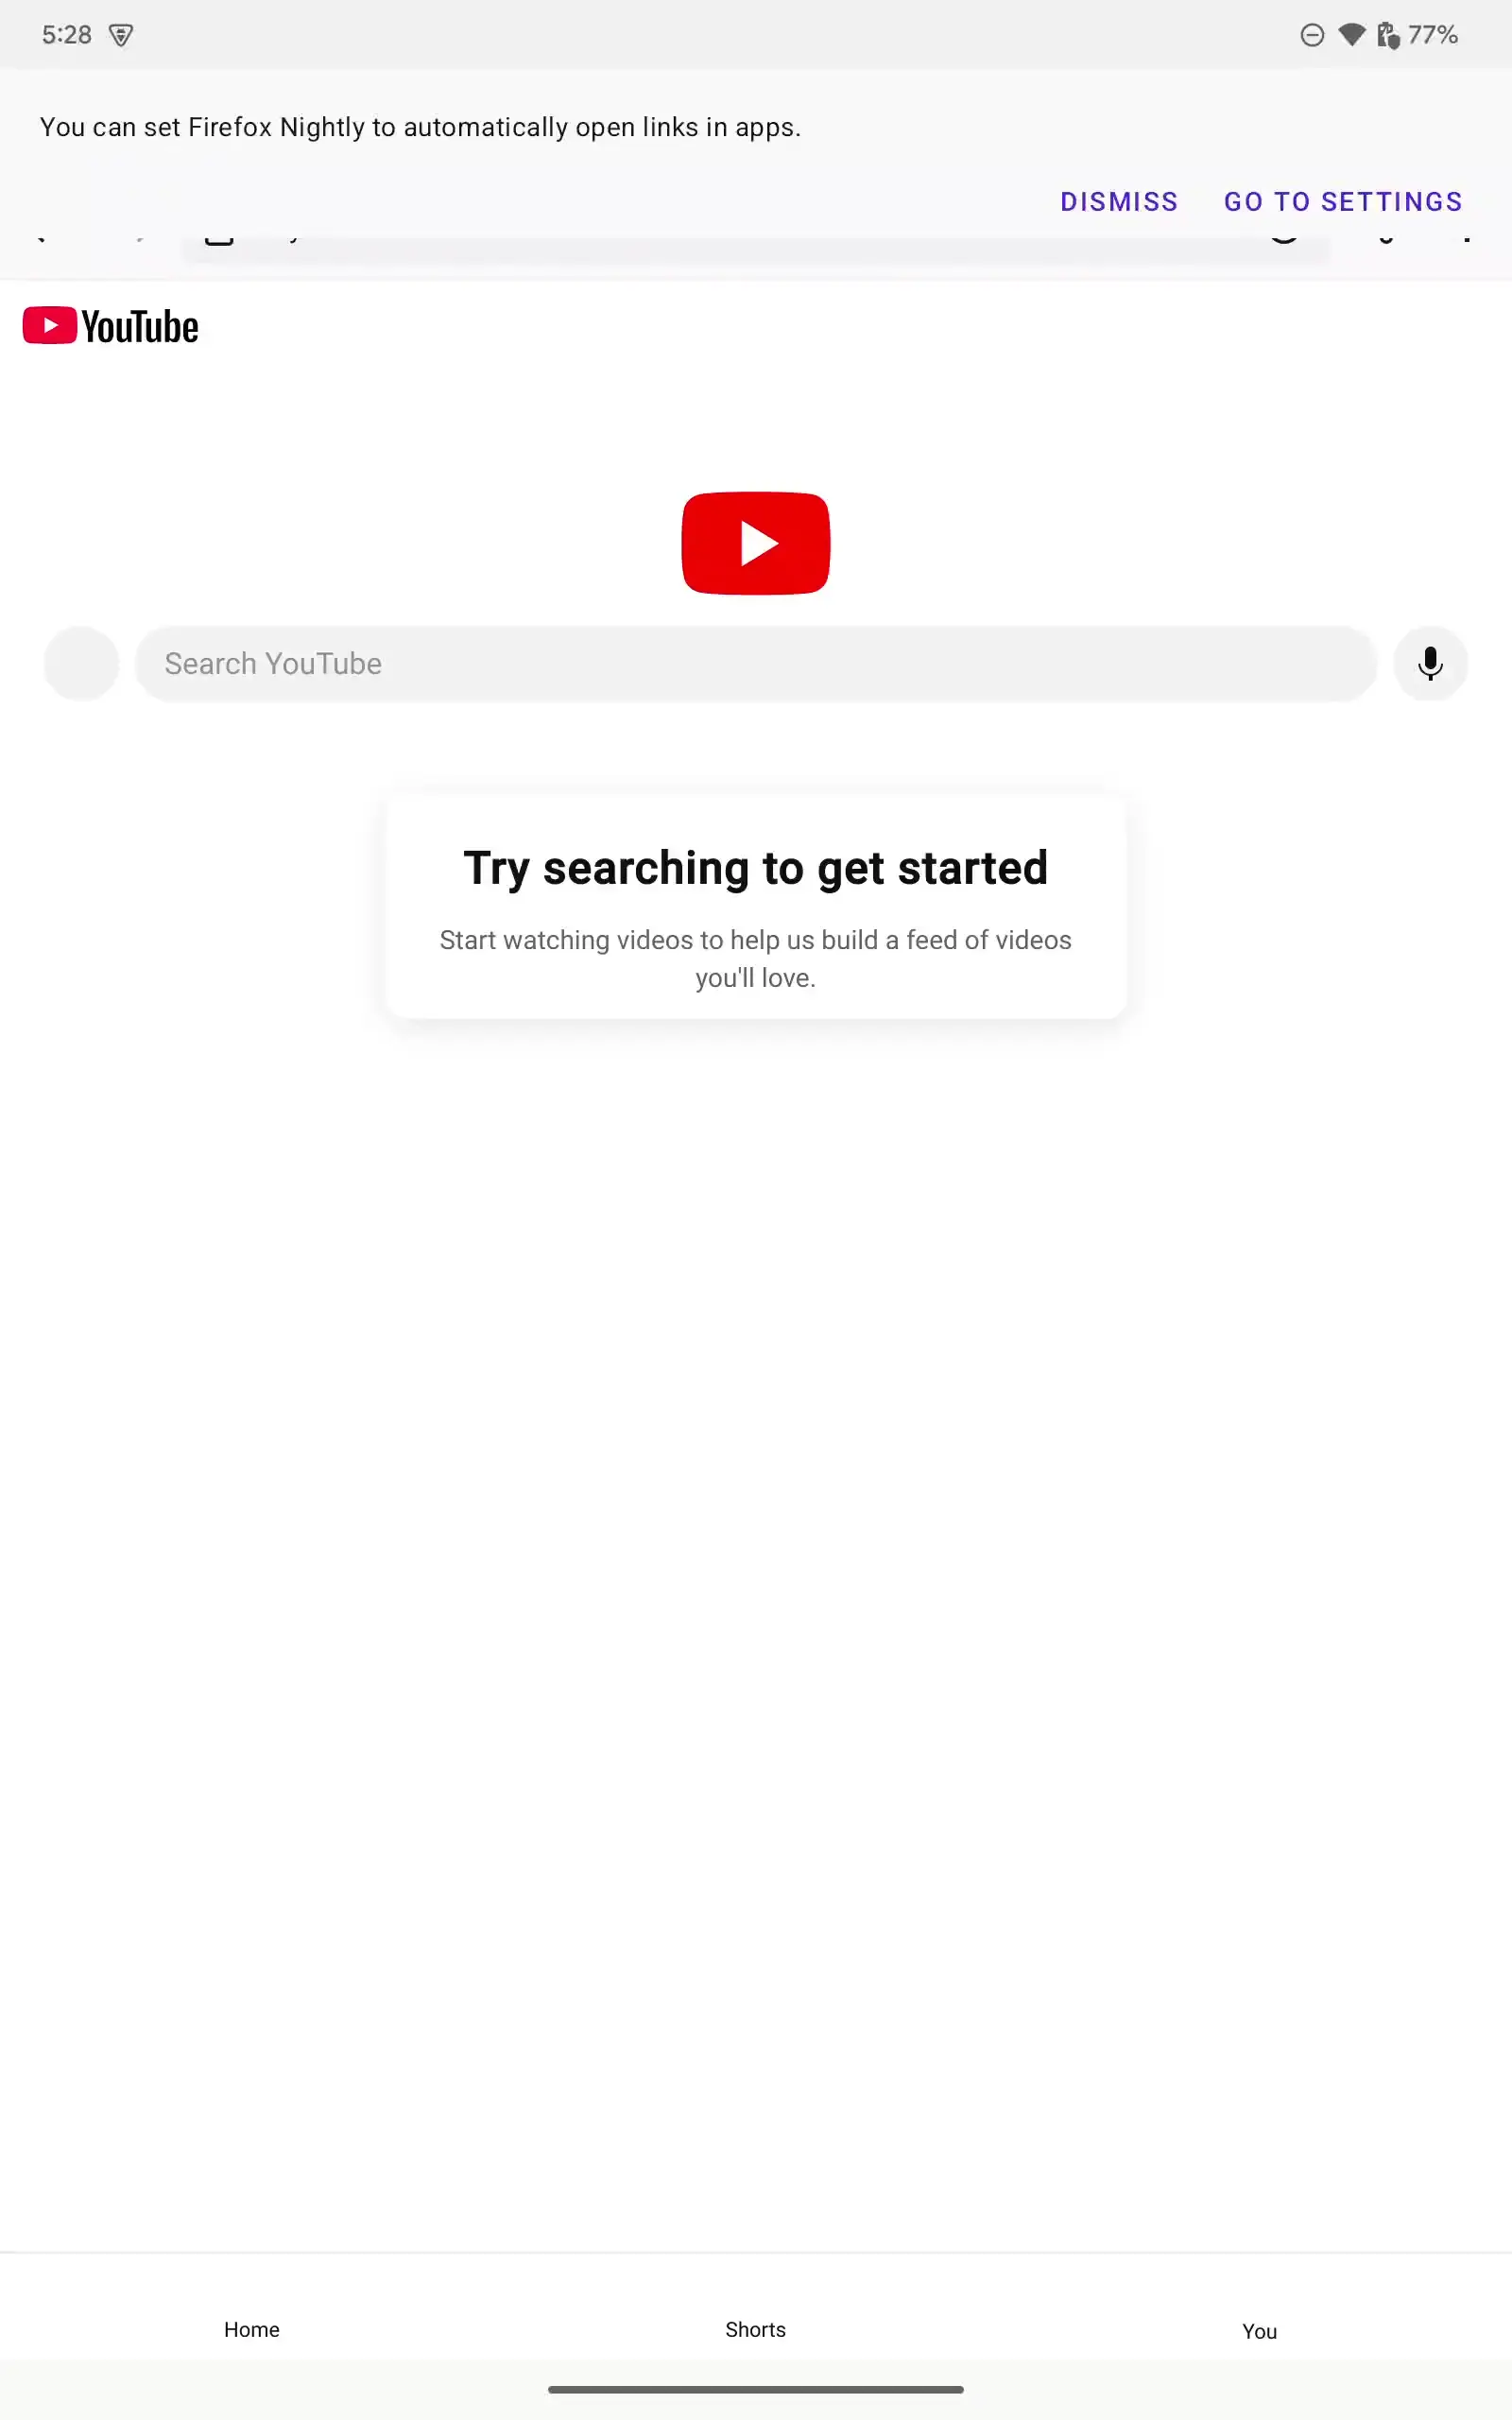 5:28
77%
You can set Firefox Nightly to automatically open links in apps.
DISMISS GO TO SETTINGS
YouTube
Search YouTube
Try searching to get started
Start watching videos to help us build a feed of videos
you'll love.
Home Shorts You